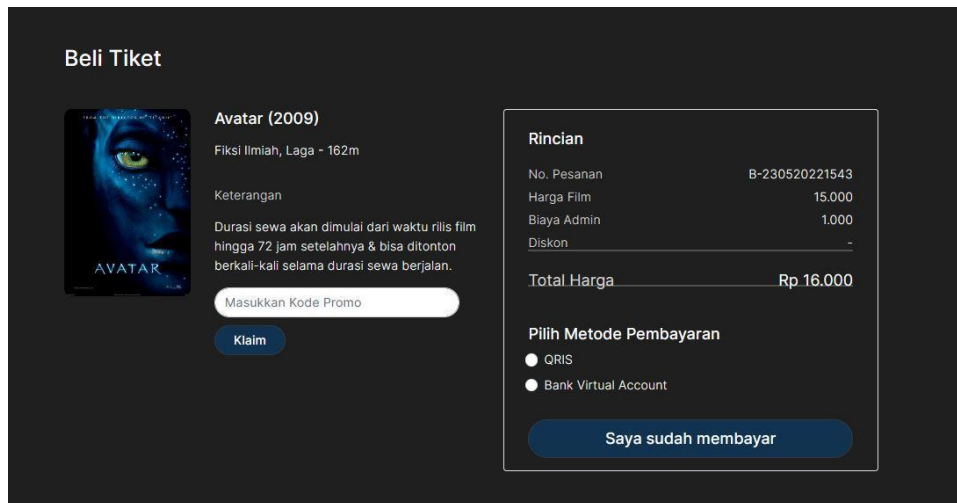 Beli Tiket
AVATAR
Avatar (2009)
Fiksi Ilmiah, Laga - 162m
Keterangan
Durasi sewa akan dimulai dari waktu rilis film
hingga 72 jam setelahnya & bisa ditonton
berkali-kali selama durasi sewa berjalan.
Masukkan Kode Promo
Klaim
Rincian
No. Pesanan B-230520221543
Harga Film 15.000
Biaya Admin 1.000
Diskon -
Total Harga Rp 16.000
Pilih Metode Pembayaran
QRIS
Bank Virtual Account
Saya sudah membayar